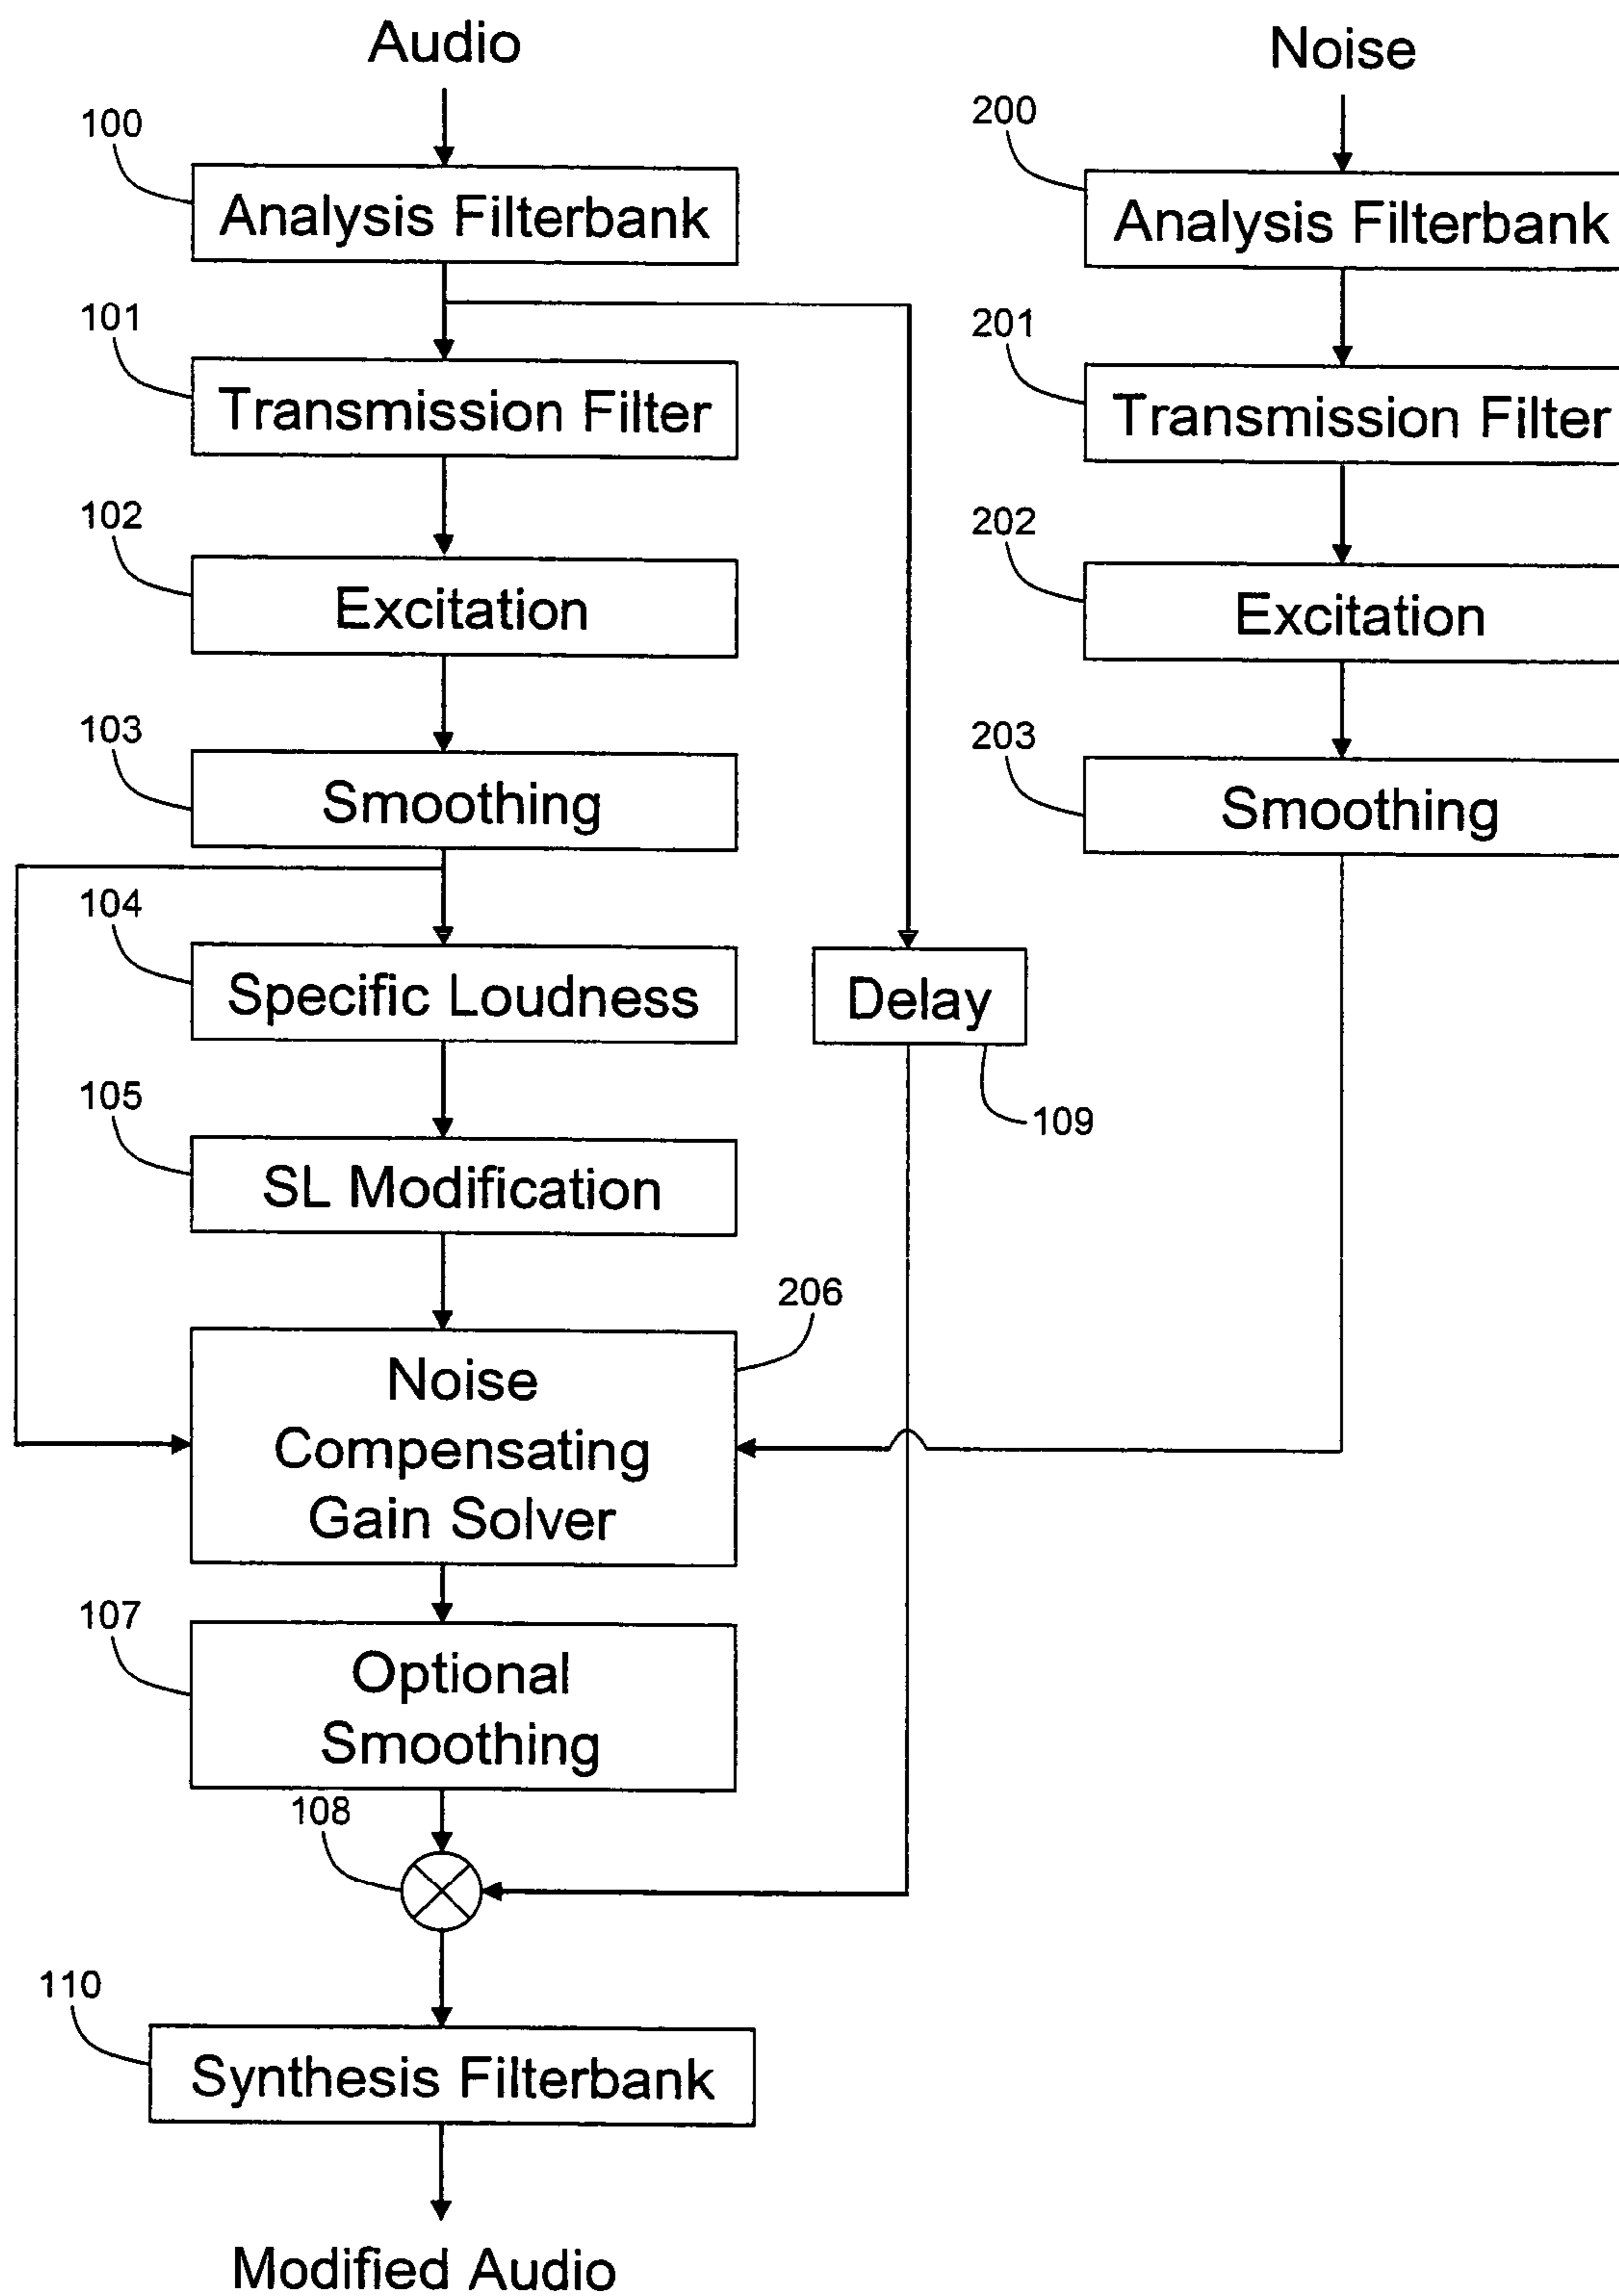 Audio
Noise
100
200
Analysis Filterbank
Analysis Filterbank
101
201
Transmission Filter
Transmission Filter
102
202
Excitation
Excitation
103
203
Smoothing
Smoothing
104
Specific Loudness
Delay
105
109
SL Modification
206
Noise
Compensating
Gain Solver
107
Optional
Smoothing
108
110
Synthesis Filterbank
Modified Audio